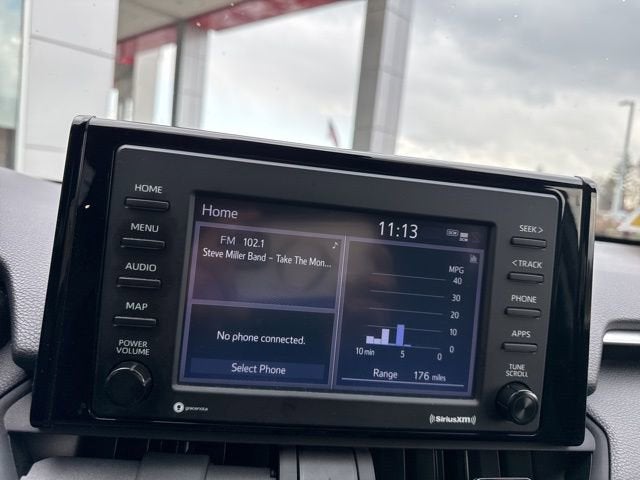 HOME
MENU
AUDIO
MAP
POWER
VOLUME
Home
11:13
FM 102.1
Steve Miller Band - Take The Mon...
No phone connected.
Select Phone
MPG
40
30
20
10
0
10 min 5 0
Range 176 miles
SEEK >
< TRACK
PHONE
APPS
TUNE
SCROLL
gracenote
SiriusXM